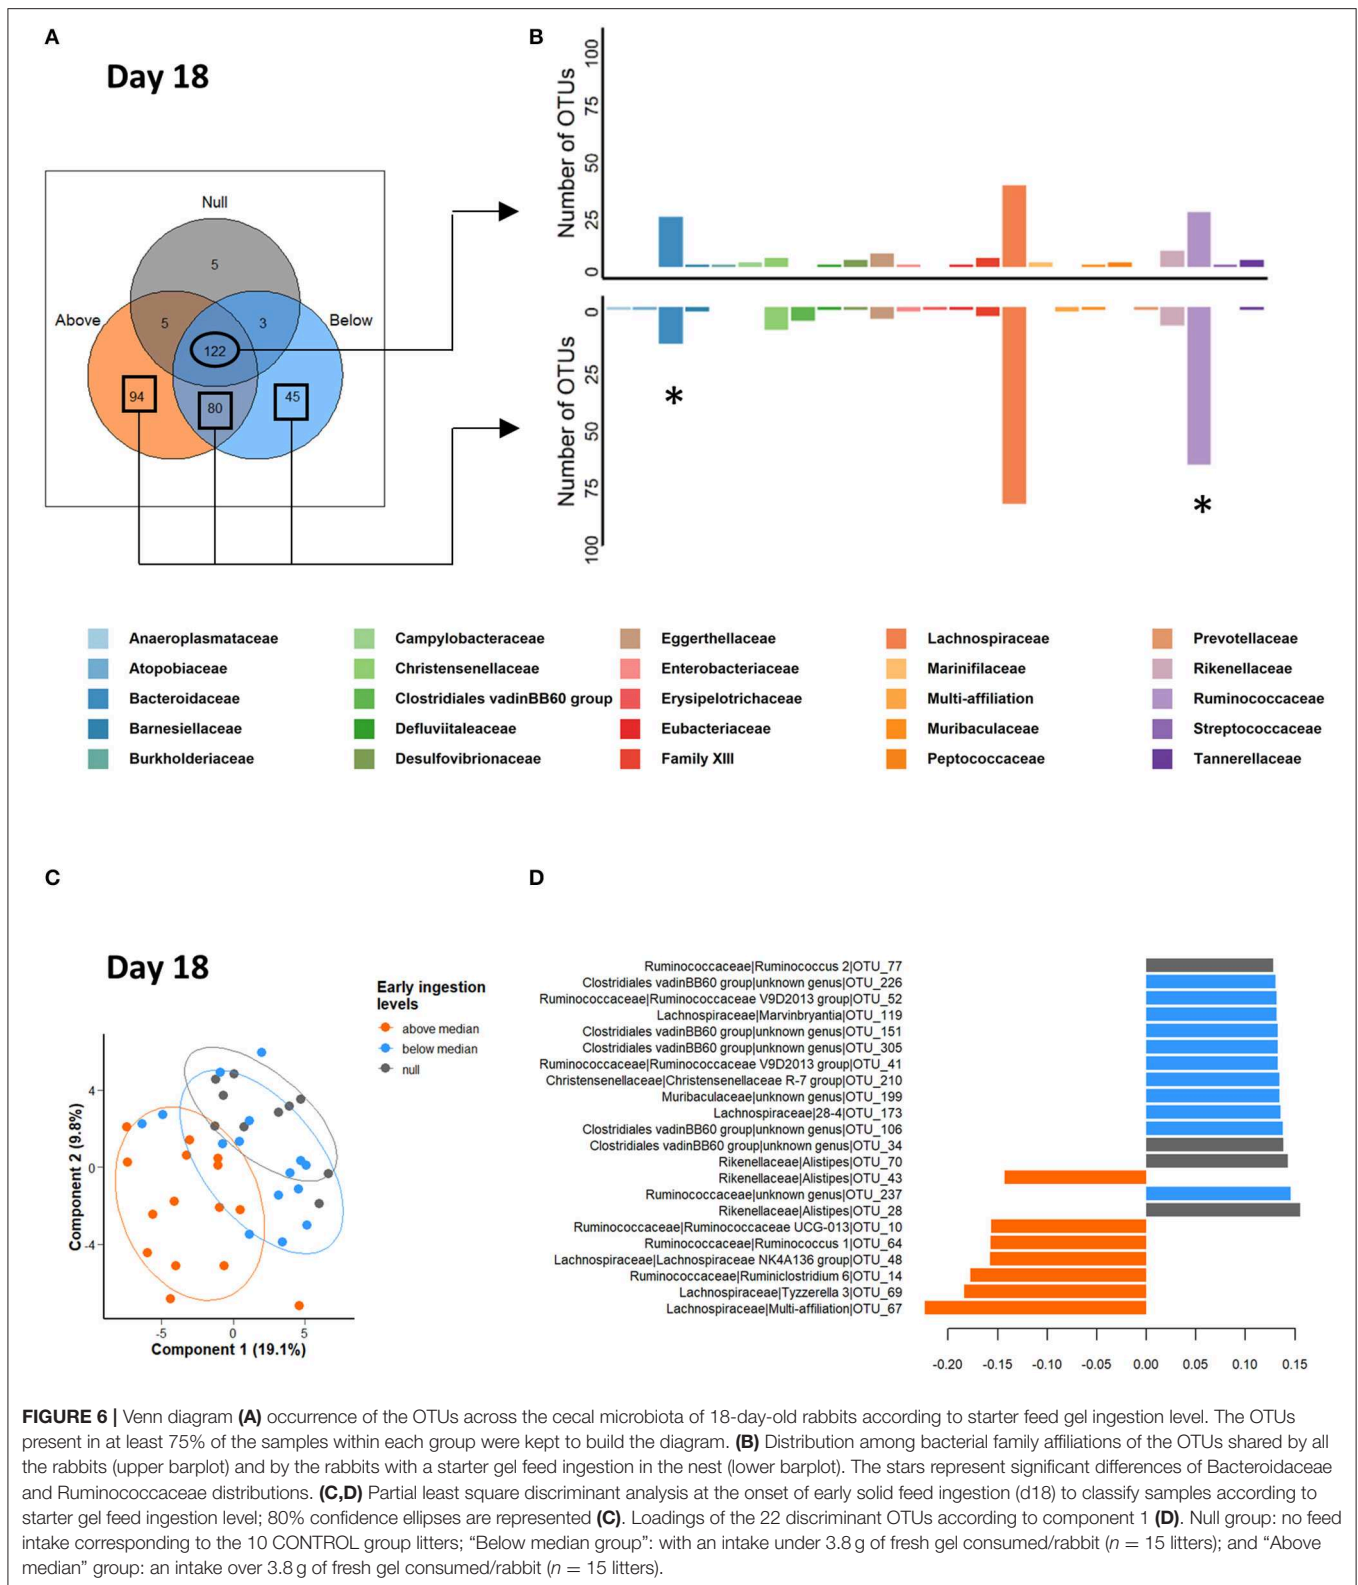 A
Day 18
Null
5
Above
5
3
Below
122
94
80
45
B
Number of OTUs
100
75
50
25
0
Number of OTUs
0
25
50
75
100
*
*
Anaeroplasmataceae
Atopobiaceae
Bacteroidaceae
Barnesiellaceae
Burkholderiaceae
Campylobacteraceae
Christensenellaceae
Clostridiales vadinBB60 group
Defluviitaleaceae
Desulfovibrionaceae
Eggerthellaceae
Enterobacteriaceae
Erysipelotrichaceae
Eubacteriaceae
Family XIII
Lachnospiraceae
Marinifilaceae
Multi-affiliation
Muribaculaceae
Peptococcaceae
Prevotellaceae
Rikenellaceae
Ruminococcaceae
Streptococcaceae
Tannerellaceae
C
Day 18
Early ingestion
levels
above median
below median
null
Component 2 (9.8%)
4
0
-4
-5
0
5
Component 1 (19.1%)
D
Ruminococcaceae|Ruminococcus 2|OTU_77
Clostridiales vadinBB60 group|unknown genus|OTU_226
Ruminococcaceae|Ruminococcaceae V9D2013 group|OTU_52
Lachnospiraceae|Marvinbryantia|OTU_119
Clostridiales vadinBB60 group|unknown genus|OTU_151
Clostridiales vadinBB60 group|unknown genus|OTU_305
Ruminococcaceae|Ruminococcaceae V9D2013 group|OTU_41
Christensenellaceae|Christensenellaceae R-7 group|OTU_210
Muribaculaceae|unknown genus|OTU_199
Lachnospiraceae|28-4|OTU_173
Clostridiales vadinBB60 group|unknown genus|OTU_106
Clostridiales vadinBB60 group|unknown genus|OTU_34
Rikenellaceae|Alistipes|OTU_70
Rikenellaceae|Alistipes|OTU_43
Ruminococcaceae|unknown genus|OTU_237
Rikenellaceae|Alistipes|OTU_28
Ruminococcaceae|Ruminococcaceae UCG-013|OTU_10
Ruminococcaceae|Ruminococcus 1|OTU_64
Lachnospiraceae|Lachnospiraceae NK4A136 group|OTU_48
Ruminococcaceae|Ruminiclostridium 6|OTU_14
Lachnospiraceae|Tyzzerella 3|OTU_69
Lachnospiraceae|Multi-affiliation|OTU_67
-0.20 -0.15 -0.10 -0.05 0.00 0.05 0.10 0.15
FIGURE 6 | Venn diagram (A) occurrence of the OTUs across the cecal microbiota of 18-day-old rabbits according to starter feed gel ingestion level. The OTUs
present in at least 75% of the samples within each group were kept to build the diagram. (B) Distribution among bacterial family affiliations of the OTUs shared by all
the rabbits (upper barplot) and by the rabbits with a starter gel feed ingestion in the nest (lower barplot). The stars represent significant differences of Bacteroidaceae
and Ruminococcaceae distributions. (C,D) Partial least square discriminant analysis at the onset of early solid feed ingestion (d18) to classify samples according to
starter gel feed ingestion level; 80% confidence ellipses are represented (C). Loadings of the 22 discriminant OTUs according to component 1 (D). Null group: no feed
intake corresponding to the 10 CONTROL group litters; “Below median group”: with an intake under 3.8 g of fresh gel consumed/rabbit (n = 15 litters); and “Above
median” group: an intake over 3.8 g of fresh gel consumed/rabbit (n = 15 litters).